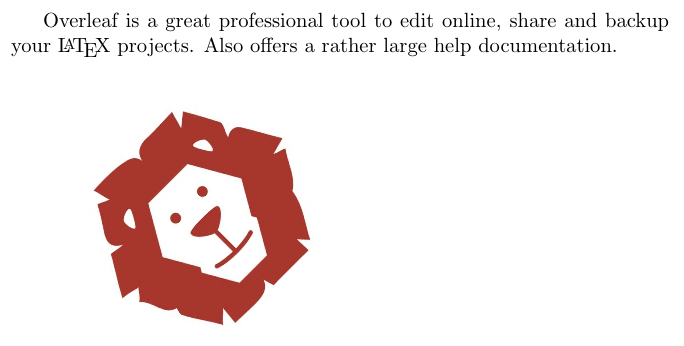 Overleaf is a great professional tool to edit online, share and backup
your LATEX projects. Also offers a rather large help documentation.